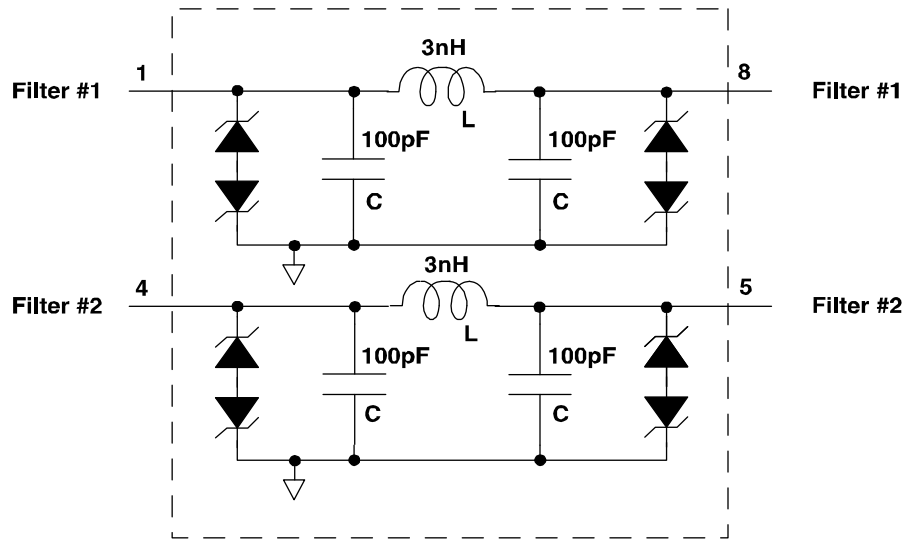 3nH
1
8
Filter #1
Filter #1
L
100pF
100pF
C
C
3nH
4
5
Filter #2
Filter #2
L
100pF
100pF
C
C